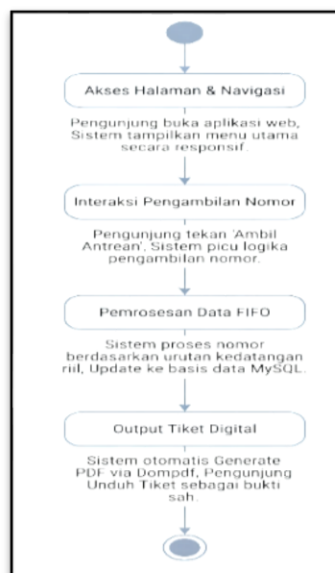 Akses Halaman & Navigasi
Pengunjung buka aplikasi web,
Sistem tampilkan menu utama
secara responsif.
Interaksi Pengambilan Nomor
Pengunjung tekan 'Ambil
Antrean', Sistem picu logika
pengambilan nomor.
Pemrosesan Data FIFO
Sistem proses nomor
berdasarkan urutan kedatangan
riil, Update ke basis data MySQL.
Output Tiket Digital
Sistem otomatis Generate
PDF via Dompdf, Pengunjung
Unduh Tiket sebagai bukti
sah.